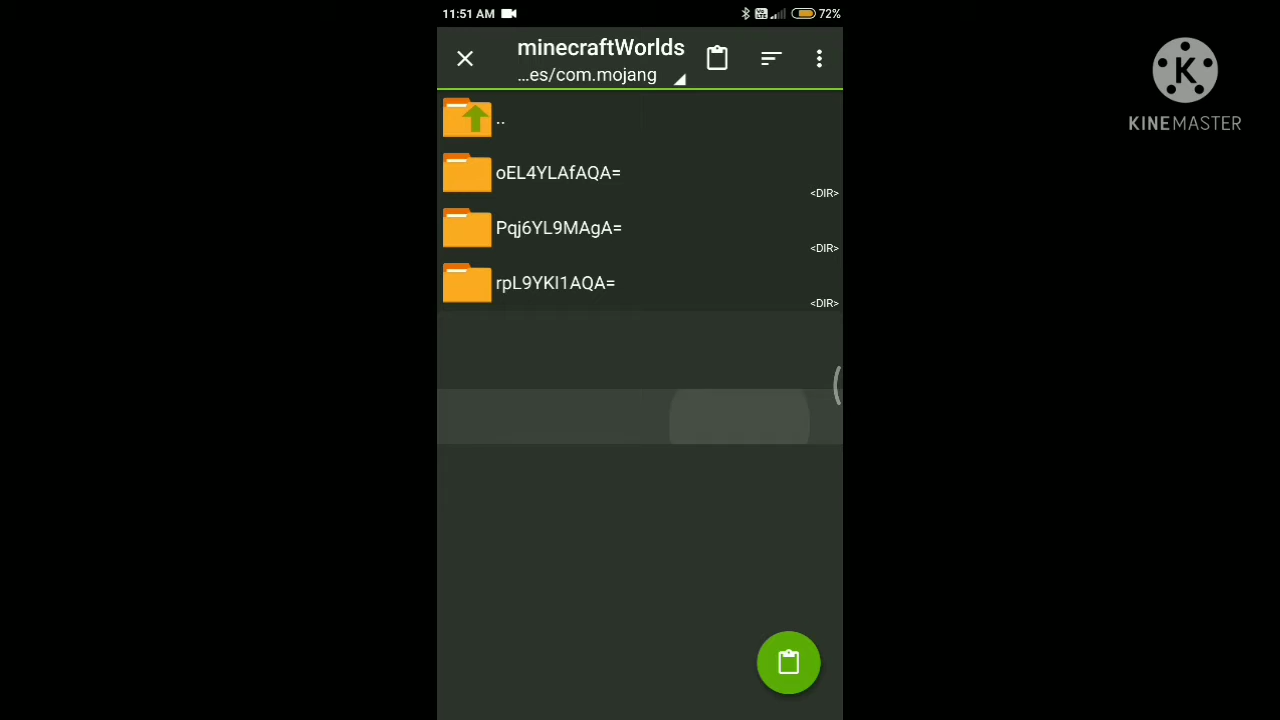 11:51 AM
72%
minecraftWorlds
...es/com.mojang
..
oEL4YLAfAQA=
<DIR>
Pqj6YL9MAgA=
<DIR>
rpL9YKI1AQA=
<DIR>
K
KINEMASTER